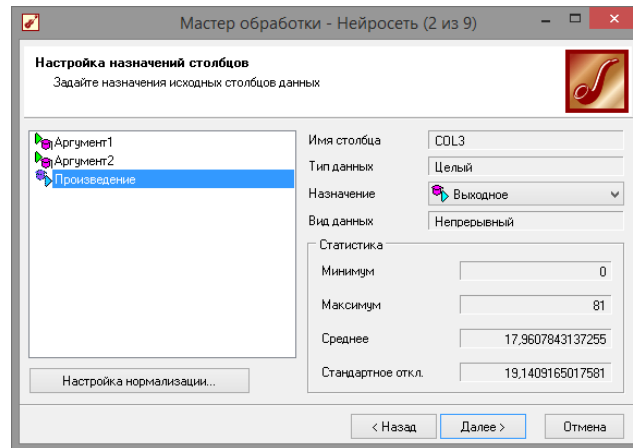 Мастер обработки - Нейросеть (2 из 9)
Настройка назначений столбцов
Задайте назначения исходных столбцов данных
Аргумент1
Аргумент2
Произведение
Настройка нормализации...
Имя столбца COL3
Тип данных Целый
Назначение Выходное
Вид данных Непрерывный
Статистика
Минимум 0
Максимум 81
Среднее 17,9607843137255
Стандартное откл. 19,1409165017581
< Назад Далее > Отмена